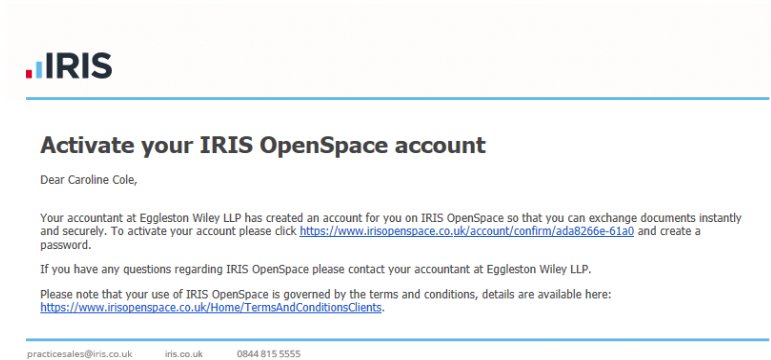 IRIS
Activate your IRIS OpenSpace account
Dear Caroline Cole,
Your accountant at Eggleston Wiley LLP has created an account for you on IRIS OpenSpace so that you can exchange documents instantly
and securely. To activate your account please click https://www.irisopenspace.co.uk/account/confirm/ada8266e-61a0 and create a
password.
If you have any questions regarding IRIS OpenSpace please contact your accountant at Eggleston Wiley LLP.
Please note that your use of IRIS OpenSpace is governed by the terms and conditions, details are available here:
https://www.irisopenspace.co.uk/Home/TermsAndConditionsClients.
practicesales@iris.co.uk iris.co.uk 0844 815 5555